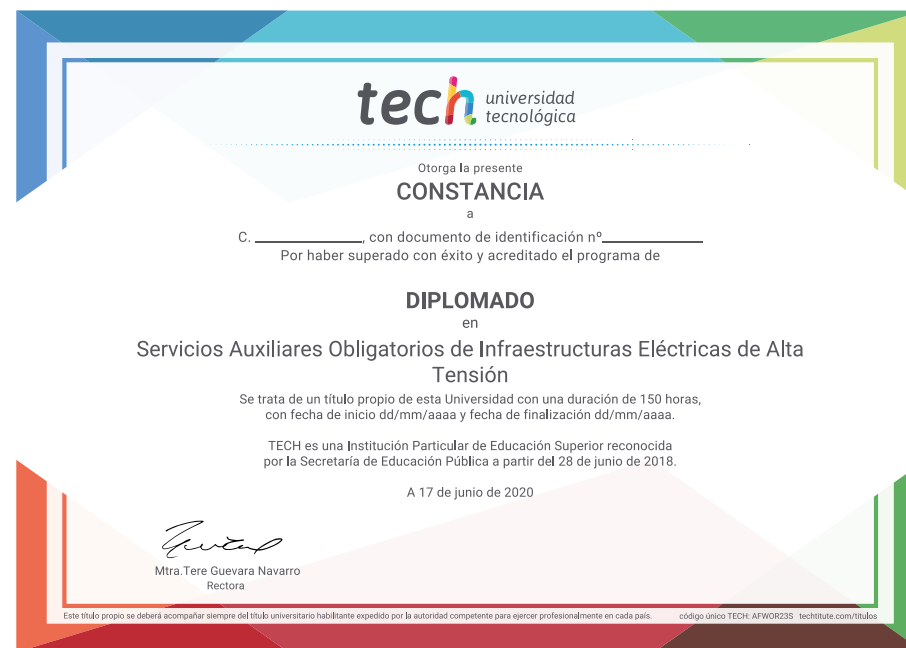 tech universidad
tecnológica
Otorga la presente
CONSTANCIA
a
C. ____________, con documento de identificación nº____________
Por haber superado con éxito y acreditado el programa de
DIPLOMADO
en
Servicios Auxiliares Obligatorios de Infraestructuras Eléctricas de Alta
Tensión
Se trata de un título propio de esta Universidad con una duración de 150 horas,
con fecha de inicio dd/mm/aaaa y fecha de finalización dd/mm/aaaa.
TECH es una Institución Particular de Educación Superior reconocida
por la Secretaría de Educación Pública a partir del 28 de junio de 2018.
A 17 de junio de 2020
Mtra.Tere Guevara Navarro
Rectora
Este título propio se deberá acompañar siempre del título universitario habilitante expedido por la autoridad competente para ejercer profesionalmente en cada país. código único TECH: AFWOR23S techtitute.com/titulos